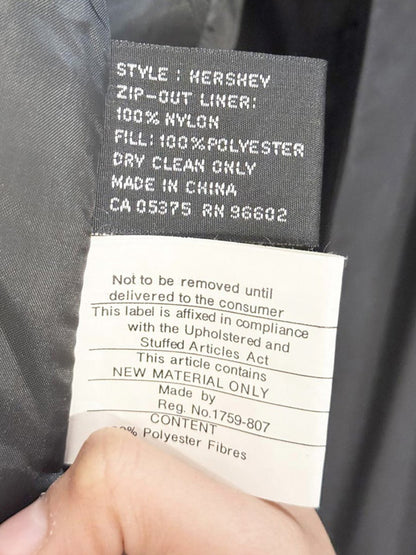 STYLE : HERSHEY
ZIP-OUT LINER:
100% NYLON
FILL: 100% POLYESTER
DRY CLEAN ONLY
MADE IN CHINA
CA 05375 RN 96602
Not to be removed until
delivered to the consumer
This label is affixed in compliance
with the Upholstered and
Stuffed Articles Act
This article contains
NEW MATERIAL ONLY
Made by
Reg. No.1759-807
CONTENT
Polyester Fibres